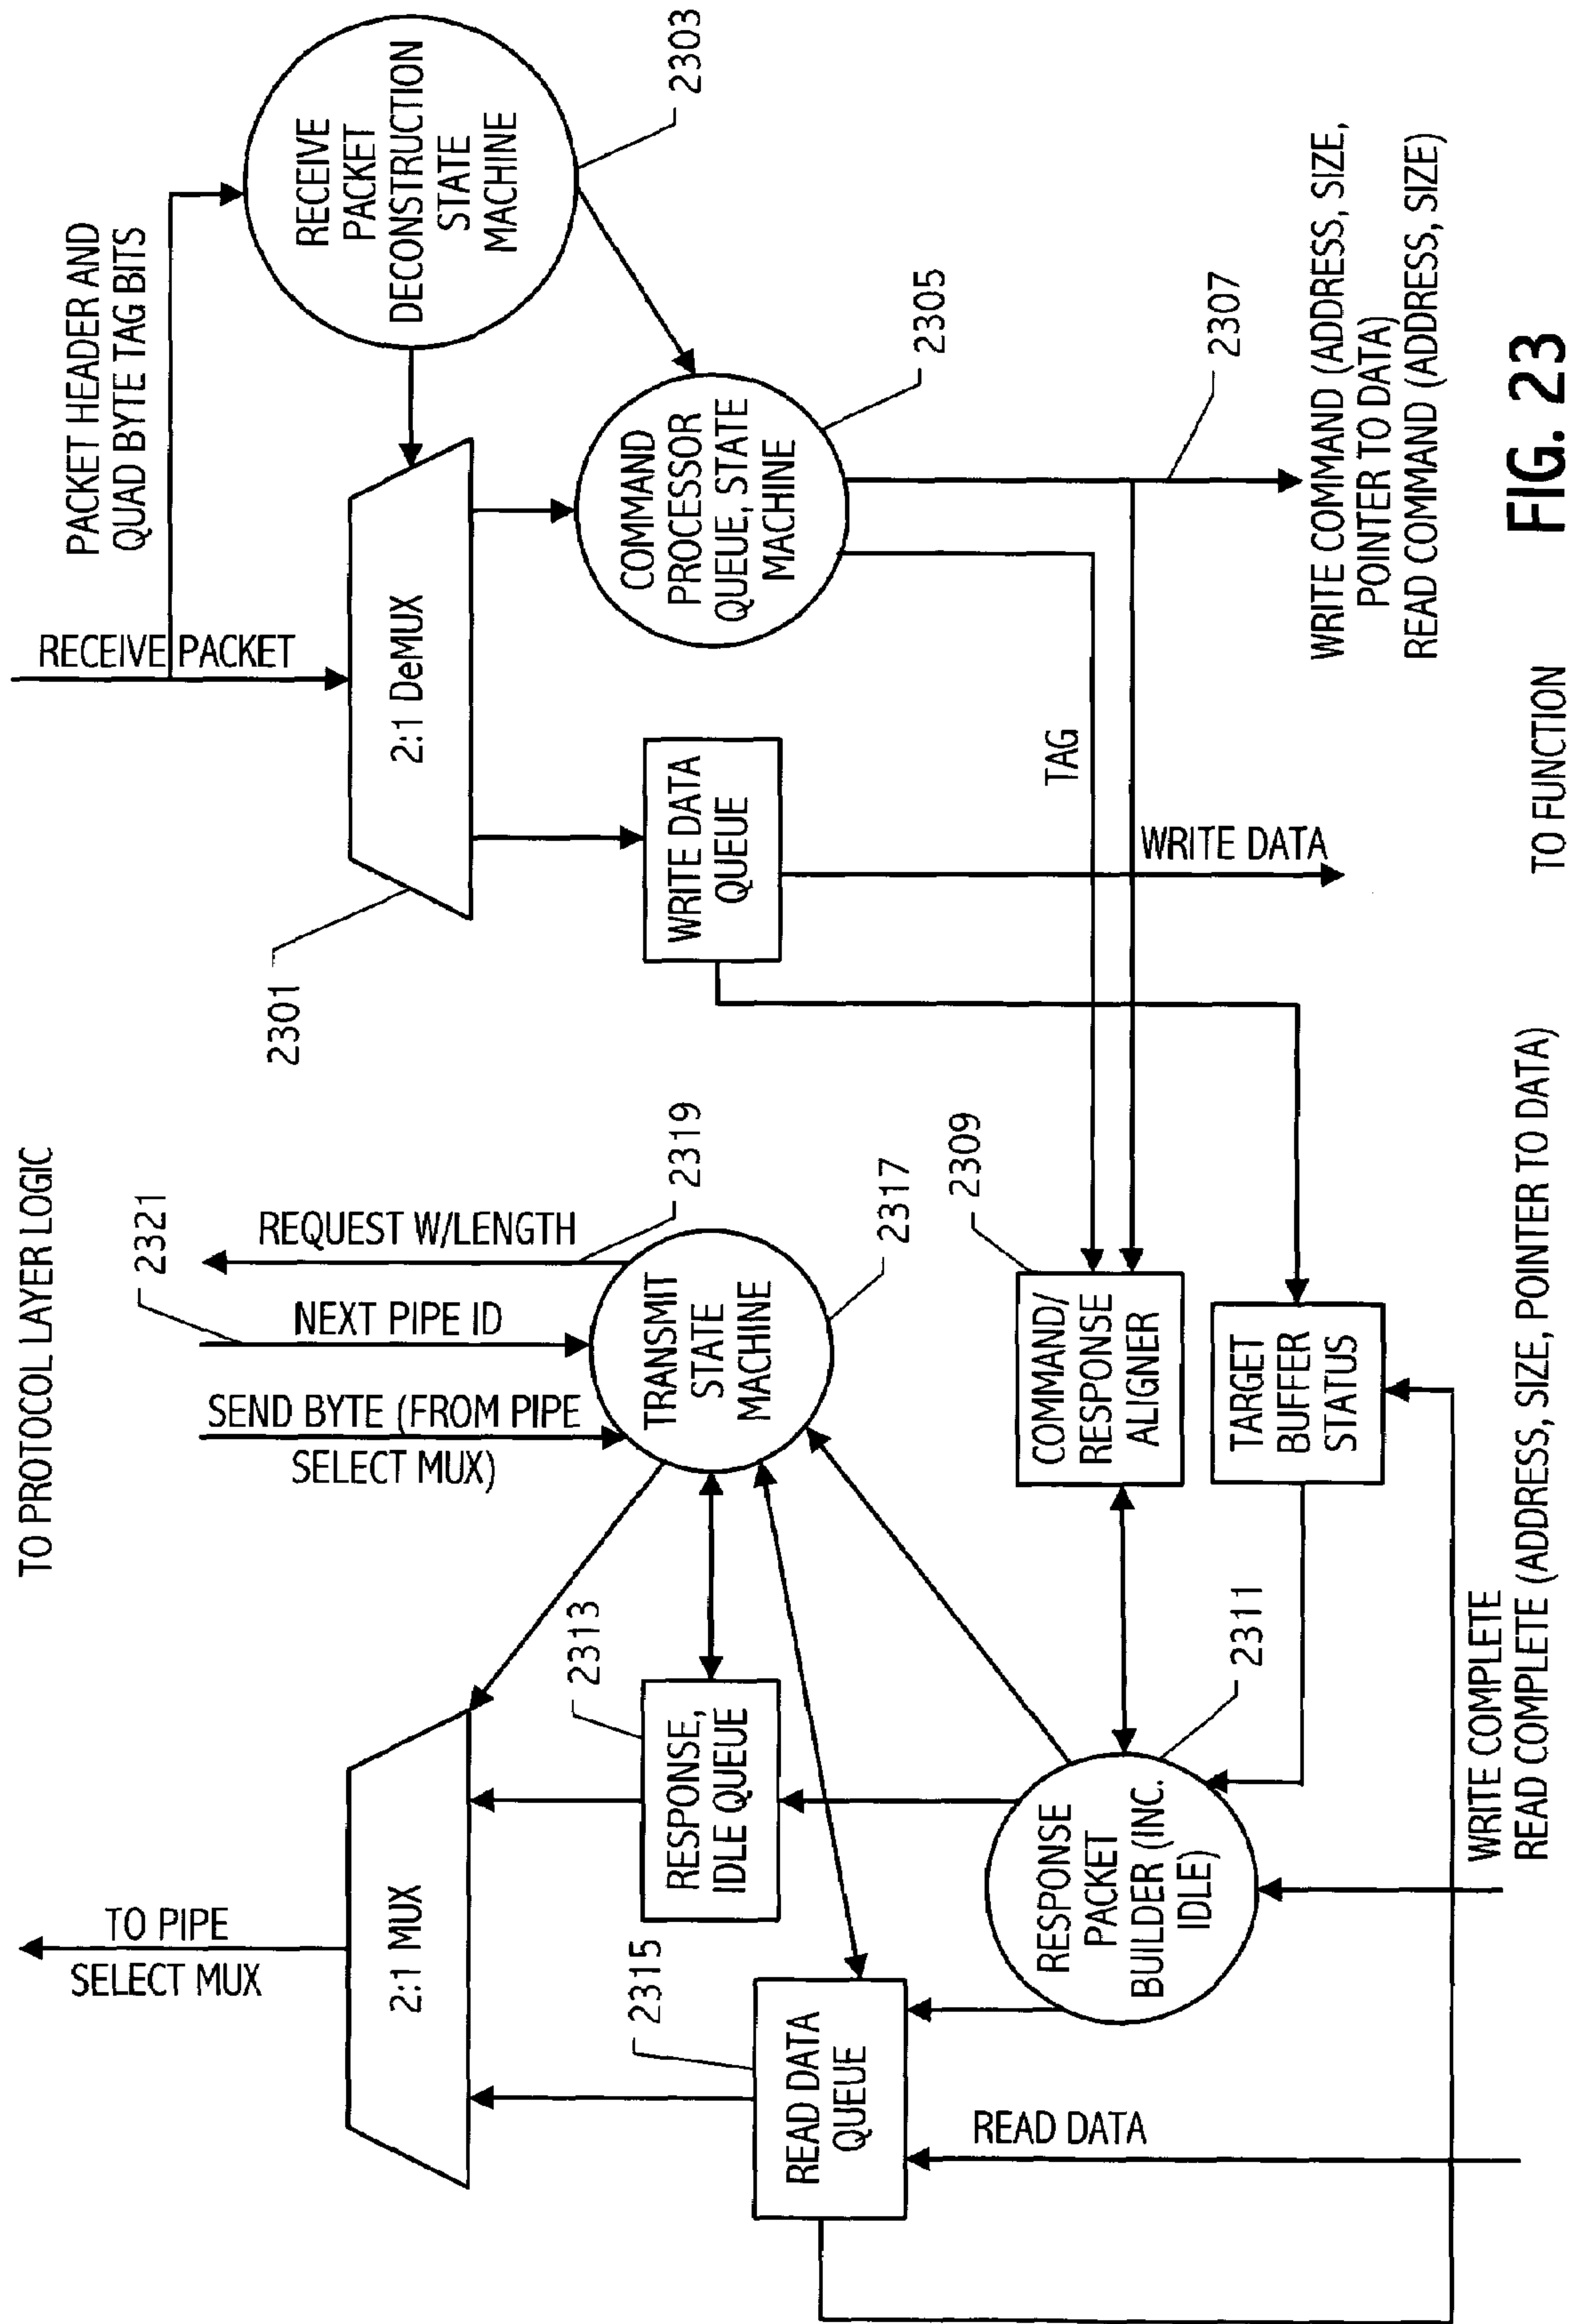 TO PROTOCOL LAYER LOGIC
TO PIPE
SELECT MUX
2:1 MUX
2315
READ DATA
QUEUE
READ DATA
2313
RESPONSE,
IDLE QUEUE
RESPONSE
PACKET
BUILDER (INC.
IDLE)
2311
SEND BYTE (FROM PIPE
SELECT MUX)
NEXT PIPE ID
2321
REQUEST W/LENGTH
2319
TRANSMIT
STATE
MACHINE
2317
2309
COMMAND/
RESPONSE
ALIGNER
TARGET
BUFFER
STATUS
WRITE COMPLETE
READ COMPLETE (ADDRESS, SIZE, POINTER TO DATA)
RECEIVE PACKET
PACKET HEADER AND
QUAD BYTE TAG BITS
RECEIVE
PACKET
DECONSTRUCTION
STATE
MACHINE
2303
2:1 DeMUX
2301
WRITE DATA
QUEUE
COMMAND
PROCESSOR
QUEUE, STATE
MACHINE
2305
TAG
WRITE DATA
2307
WRITE COMMAND (ADDRESS, SIZE,
POINTER TO DATA)
READ COMMAND (ADDRESS, SIZE)
TO FUNCTION
FIG. 23